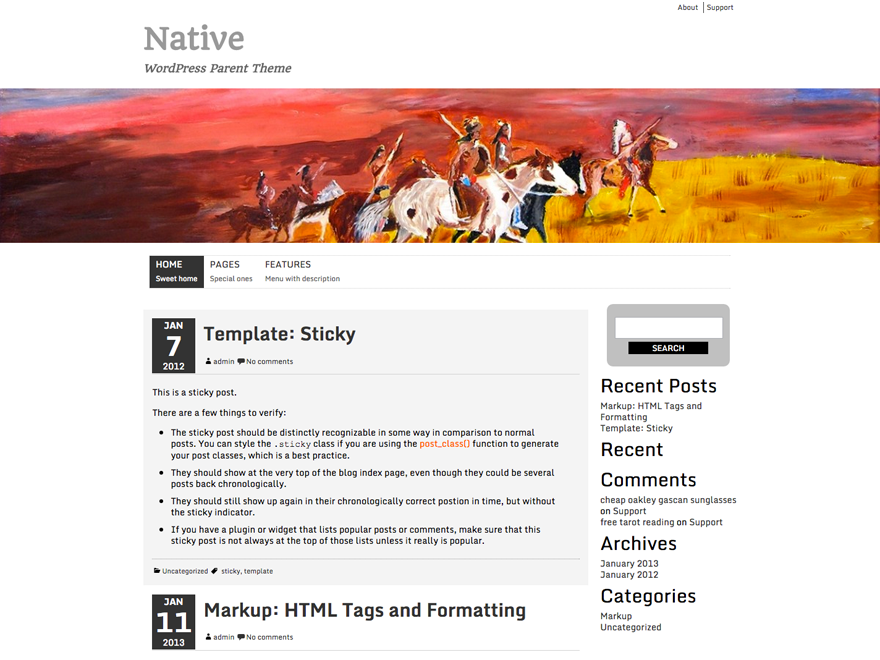 About
Support
Native
WordPress Parent Theme
HOME
Sweet home
PAGES
Special ones
FEATURES
Menu with description
JAN
7
2012
Template: Sticky
admin No comments
This is a sticky post.
There are a few things to verify:
The sticky post should be distinctly recognizable in some way in comparison to normal
posts. You can style the .sticky class if you are using the post_class() function to generate
your post classes, which is a best practice.
They should show at the very top of the blog index page, even though they could be several
posts back chronologically.
They should still show up again in their chronologically correct postion in time, but without
the sticky indicator.
If you have a plugin or widget that lists popular posts or comments, make sure that this
sticky post is not always at the top of those lists unless it really is popular.
Uncategorized sticky, template
JAN
11
2013
Markup: HTML Tags and Formatting
admin No comments
SEARCH
Recent Posts
Markup: HTML Tags and
Formatting
Template: Sticky
Recent
Comments
cheap oakley gascan sunglasses
on Support
free tarot reading on Support
Archives
January 2013
January 2012
Categories
Markup
Uncategorized